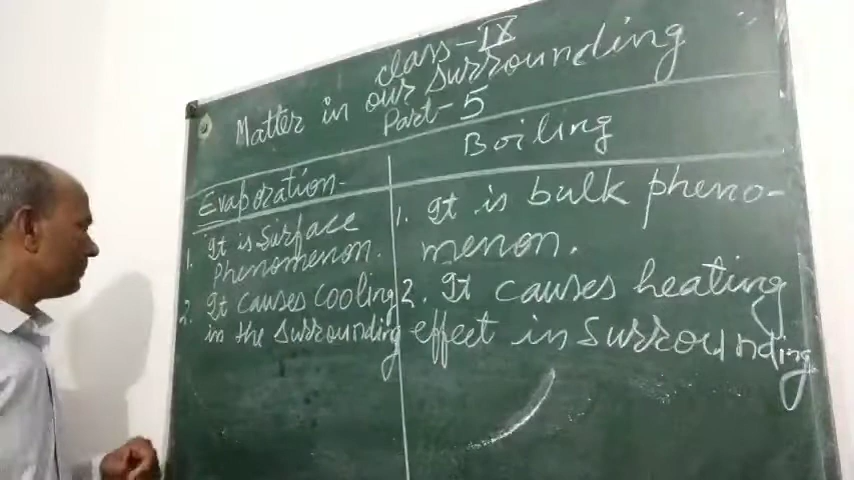 class - IX
Matter in our surrounding
Part - 5
Evaporation-
1. It is Surface
Phenomenon.
2. It causes cooling
in the surrounding
Boiling
1. It is bulk pheno-
menon.
2. It causes heating
effect in surrounding